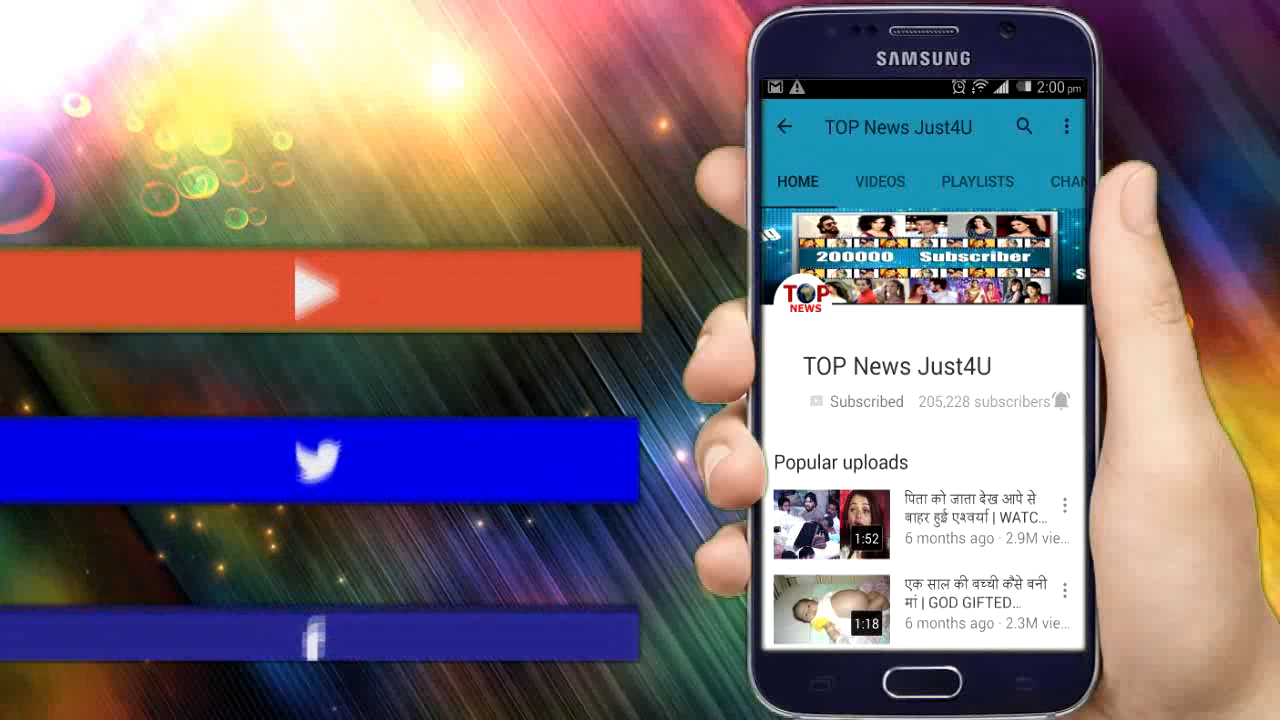 SAMSUNG
2:00 pm
TOP News Just4U
HOME VIDEOS PLAYLISTS CHAN
200000 Subscriber
TOP
NEWS
TOP News Just4U
Subscribed 205,228 subscribers
Popular uploads
पिता को जाता देख आपे से
बाहर हुई एश्वर्या | WATC...
1:52
6 months ago · 2.9M vie...
एक साल की बच्ची कैसे बनी
मां | GOD GIFTED...
1:18
6 months ago · 2.3M vie...